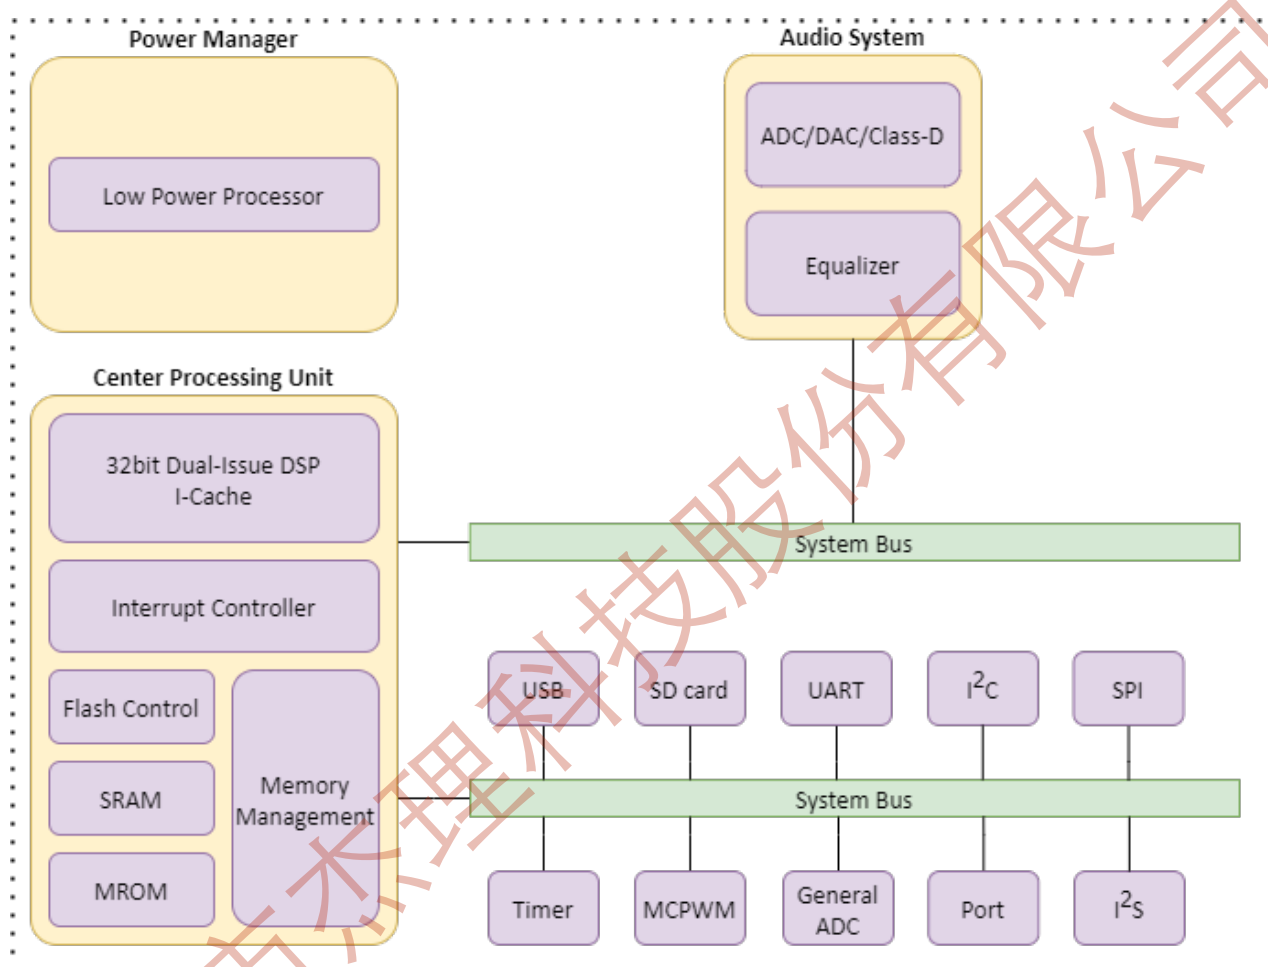 Power Manager
Low Power Processor
Audio System
ADC/DAC/Class-D
Equalizer
Center Processing Unit
32bit Dual-Issue DSP
I-Cache
Interrupt Controller
Flash Control
SRAM
MROM
Memory
Management
System Bus
USB
SD card
UART
I²C
SPI
System Bus
Timer
MCPWM
General
ADC
Port
I²S
杰理科技股份有限公司